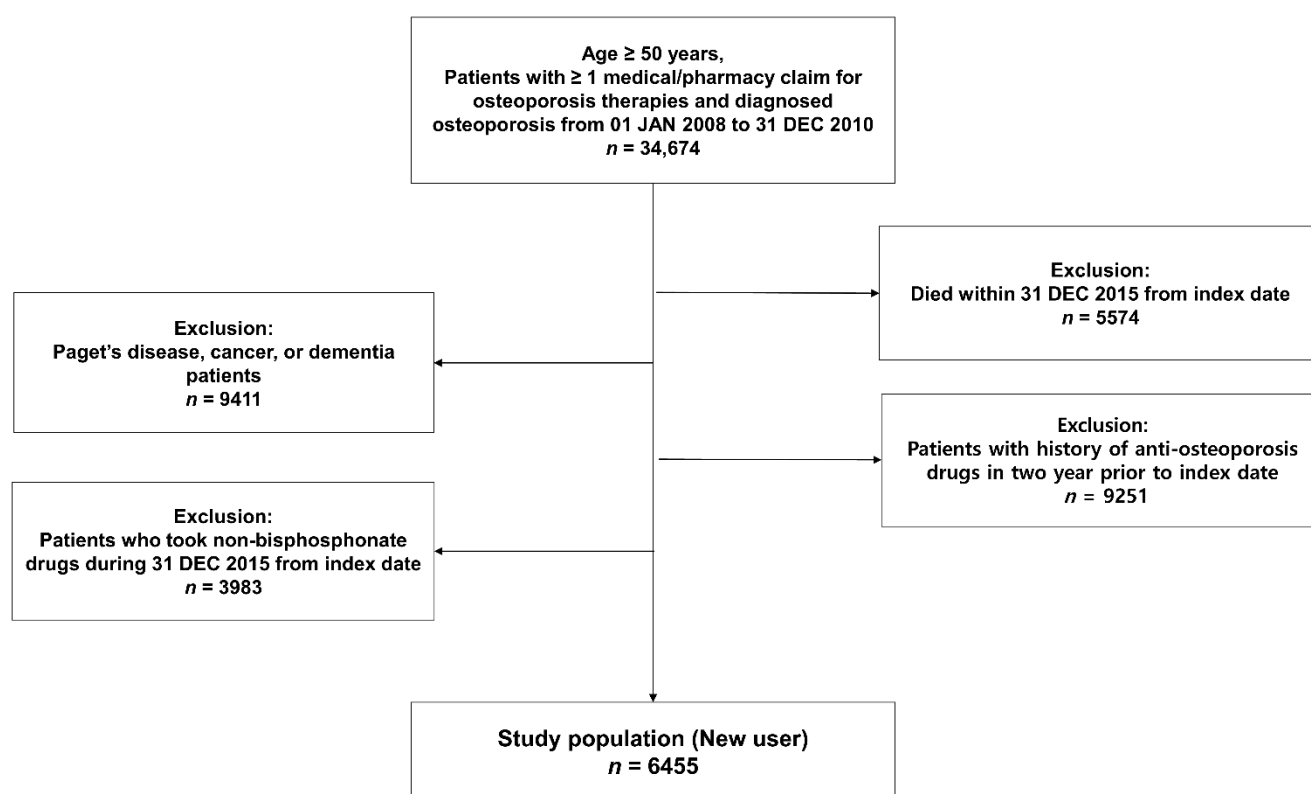 Age ≥ 50 years,
Patients with ≥ 1 medical/pharmacy claim for
osteoporosis therapies and diagnosed
osteoporosis from 01 JAN 2008 to 31 DEC 2010
n = 34,674
Exclusion:
Died within 31 DEC 2015 from index date
n = 5574
Exclusion:
Paget’s disease, cancer, or dementia
patients
n = 9411
Exclusion:
Patients with history of anti-osteoporosis
drugs in two year prior to index date
n = 9251
Exclusion:
Patients who took non-bisphosphonate
drugs during 31 DEC 2015 from index date
n = 3983
Study population (New user)
n = 6455